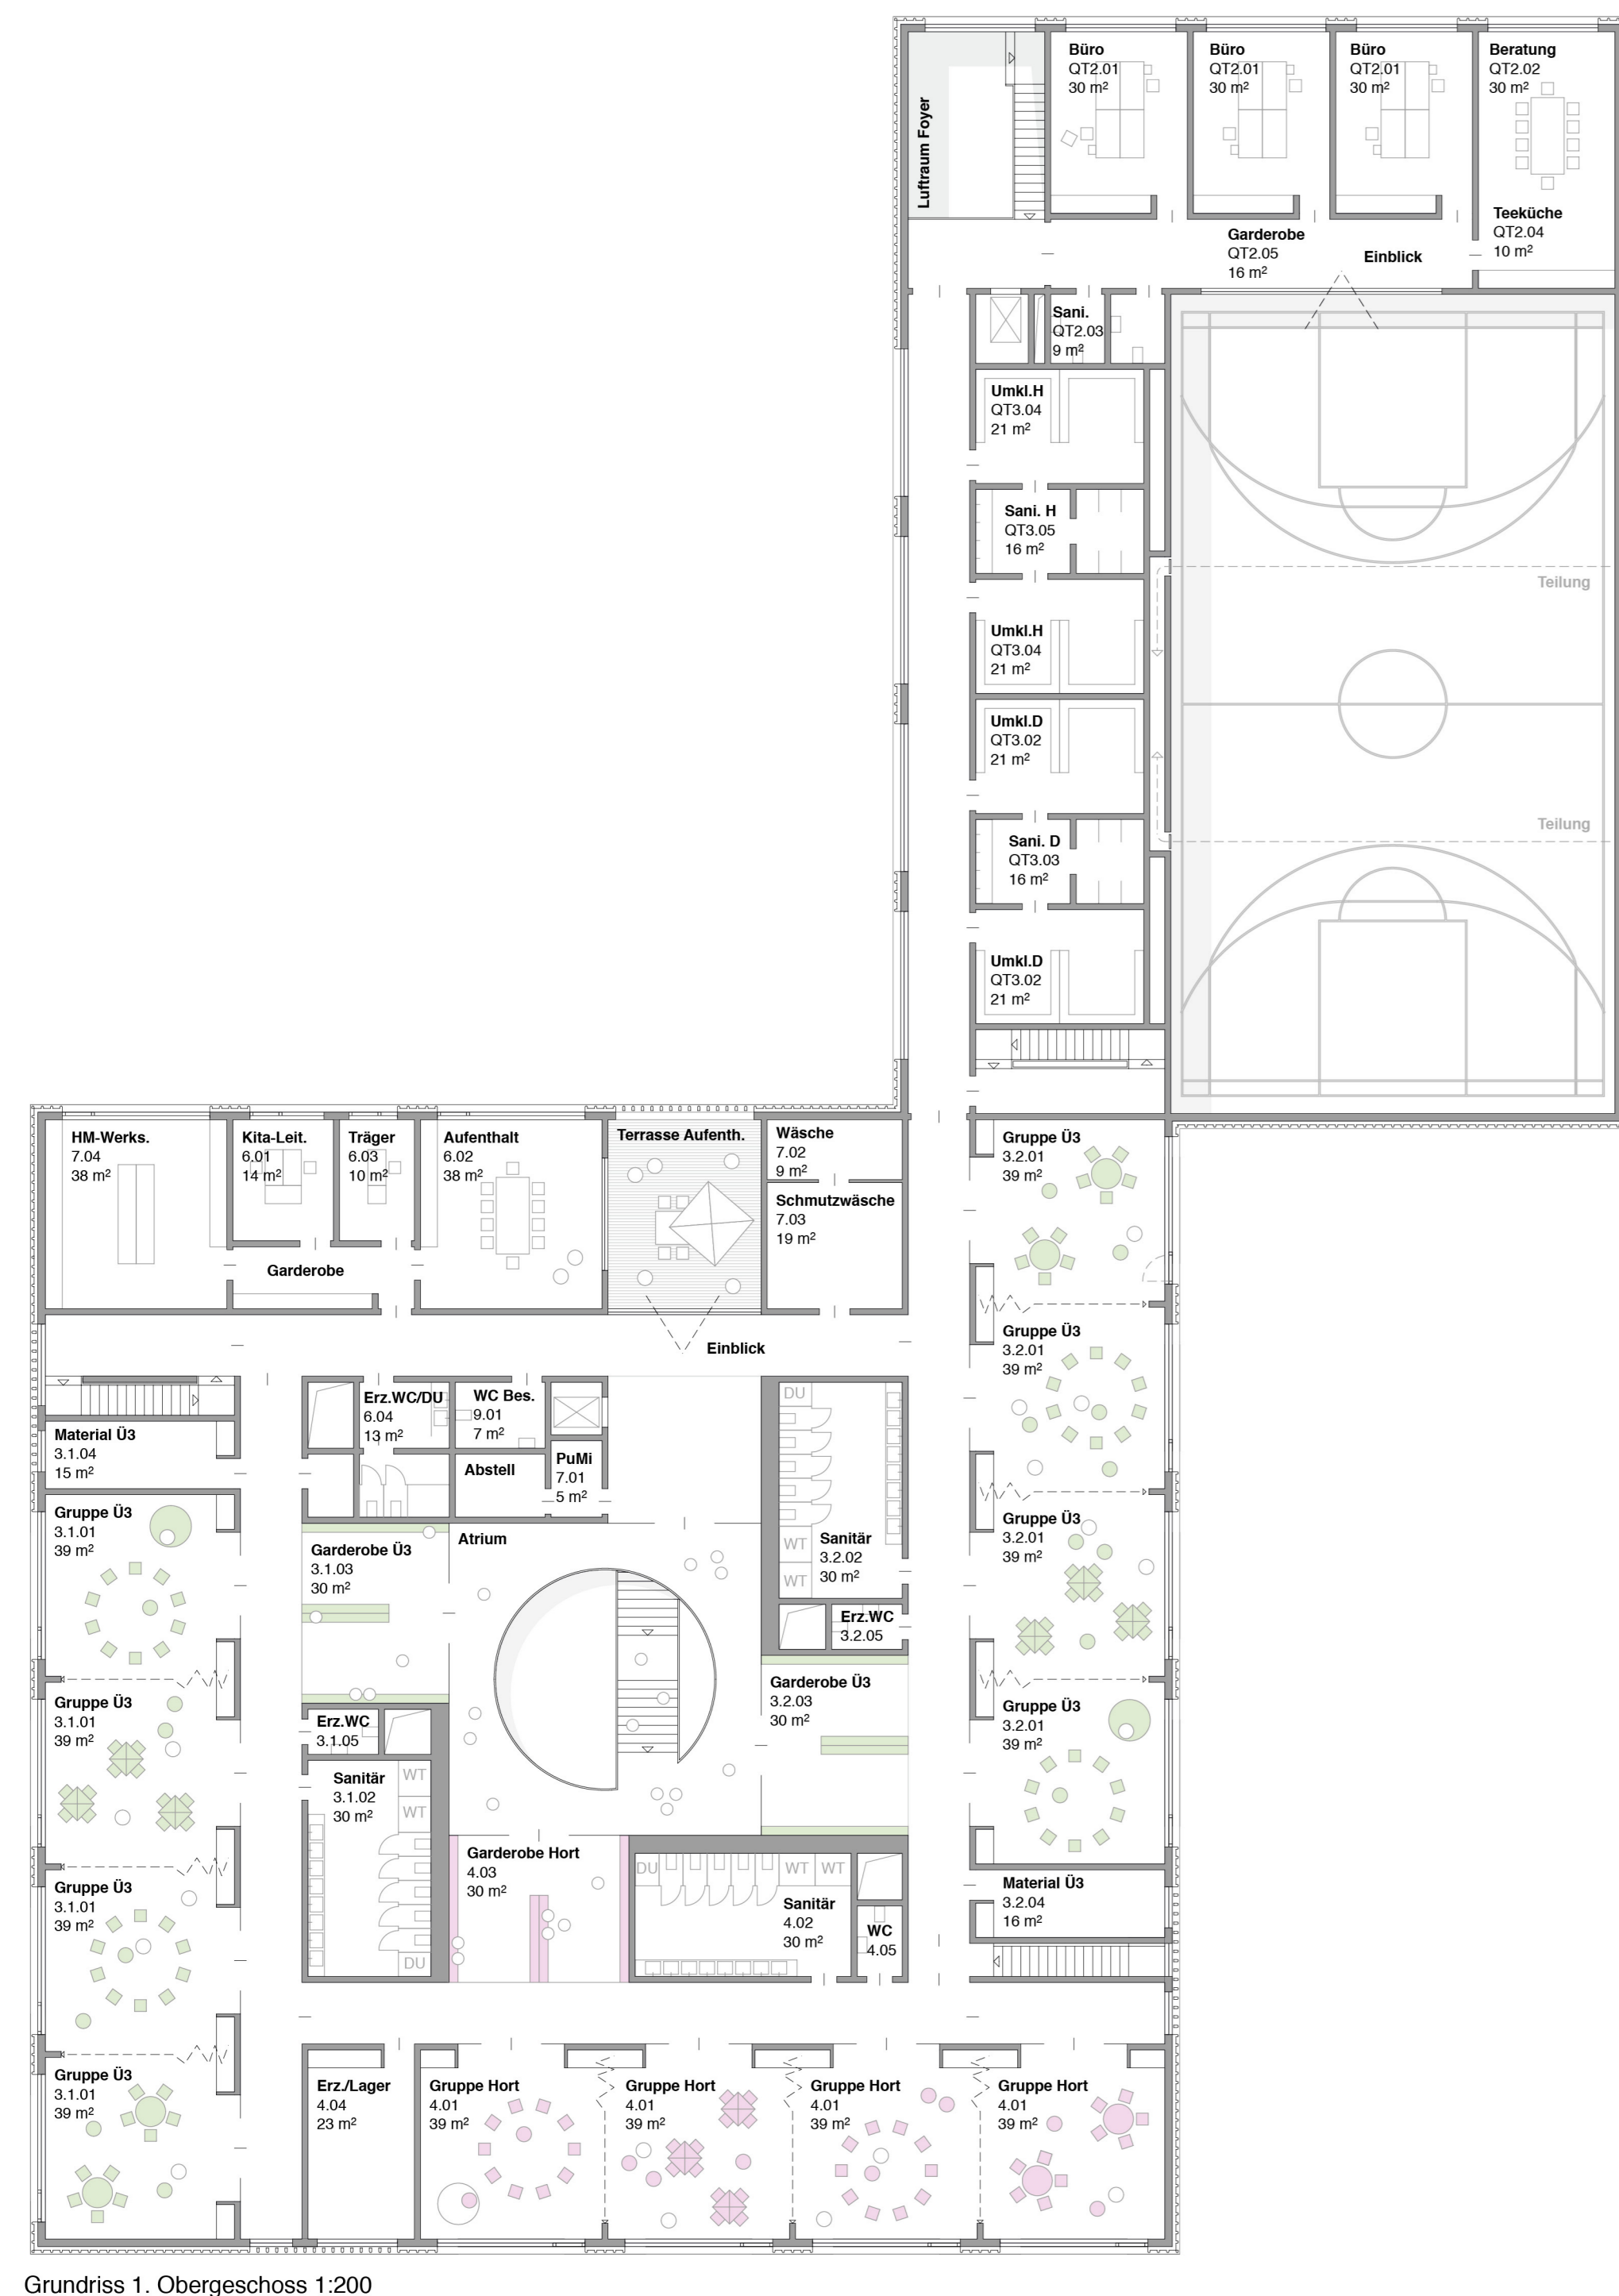 Luftraum Foyer
Büro
QT2.01
30 m²
Büro
QT2.01
30 m²
Büro
QT2.01
30 m²
Beratung
QT2.02
30 m²
Teeküche
QT2.04
10 m²
Garderobe
QT2.05
16 m²
Einblick
Sani.
QT2.03
9 m²
Umkl.H
QT3.04
21 m²
Sani. H
QT3.05
16 m²
Teilung
Umkl.H
QT3.04
21 m²
Umkl.D
QT3.02
21 m²
Teilung
Sani. D
QT3.03
16 m²
Umkl.D
QT3.02
21 m²
HM-Werks.
7.04
38 m²
Kita-Leit.
6.01
14 m²
Träger
6.03
10 m²
Aufenthalt
6.02
38 m²
Terrasse Aufenth.
Wäsche
7.02
9 m²
Schmutzwäsche
7.03
19 m²
Gruppe Ü3
3.2.01
39 m²
Garderobe
Einblick
Gruppe Ü3
3.2.01
39 m²
Erz.WC/DU
6.04
13 m²
WC Bes.
9.01
7 m²
DU
Material Ü3
3.1.04
15 m²
Abstell
PuMi
7.01
5 m²
Gruppe Ü3
3.1.01
39 m²
Garderobe Ü3
3.1.03
30 m²
Atrium
WT
WT
Sanitär
3.2.02
30 m²
Gruppe Ü3
3.2.01
39 m²
Erz.WC
3.2.05
Gruppe Ü3
3.1.01
39 m²
Erz.WC
3.1.05
Garderobe Ü3
3.2.03
30 m²
Gruppe Ü3
3.2.01
39 m²
Sanitär
3.1.02
30 m²
WT
WT
DU
Garderobe Hort
4.03
30 m²
DU
WT
WT
Sanitär
4.02
30 m²
WC
4.05
Material Ü3
3.2.04
16 m²
Gruppe Ü3
3.1.01
39 m²
Gruppe Ü3
3.1.01
39 m²
Erz./Lager
4.04
23 m²
Gruppe Hort
4.01
39 m²
Gruppe Hort
4.01
39 m²
Gruppe Hort
4.01
39 m²
Gruppe Hort
4.01
39 m²
Grundriss 1. Obergeschoss 1:200